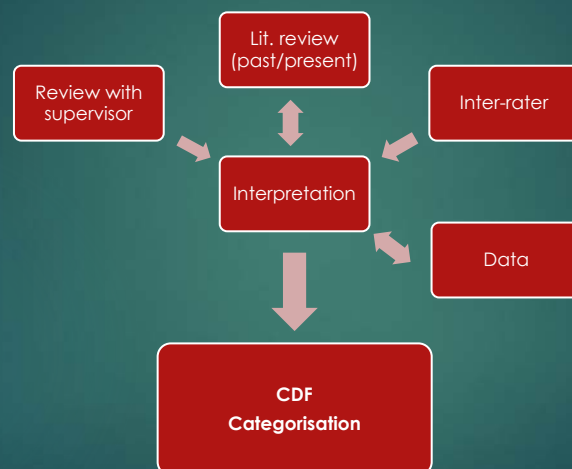 Lit. review
(past/present)
Review with
supervisor
Inter-rater
Interpretation
Data
CDF
Categorisation